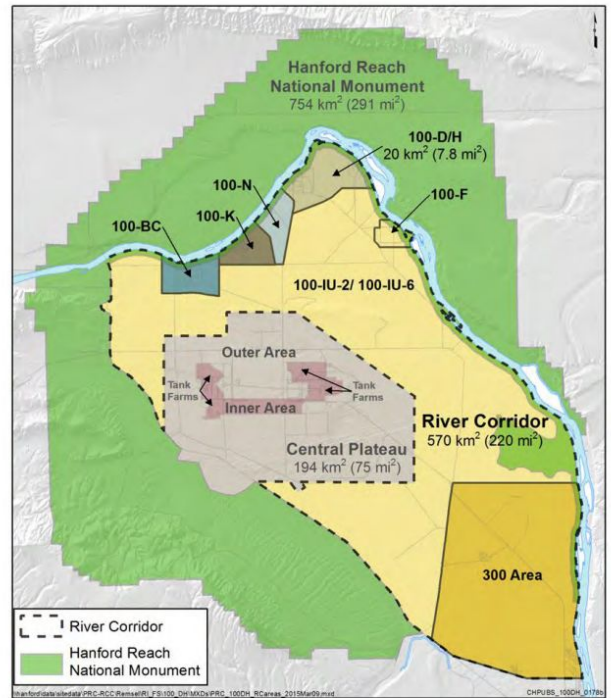 Hanford Reach
National Monument
754 km² (291 mi²)
100-D/H
20 km² (7.8 mi²)
100-N
100-F
100-K
100-BC
100-IU-2/ 100-IU-6
Outer Area
Tank
Farms
Tank
Farms
Inner Area
River Corridor
570 km² (220 mi²)
Central Plateau
194 km² (75 mi²)
300 Area
River Corridor
Hanford Reach
National Monument
CHPUBS_100DH_0176b